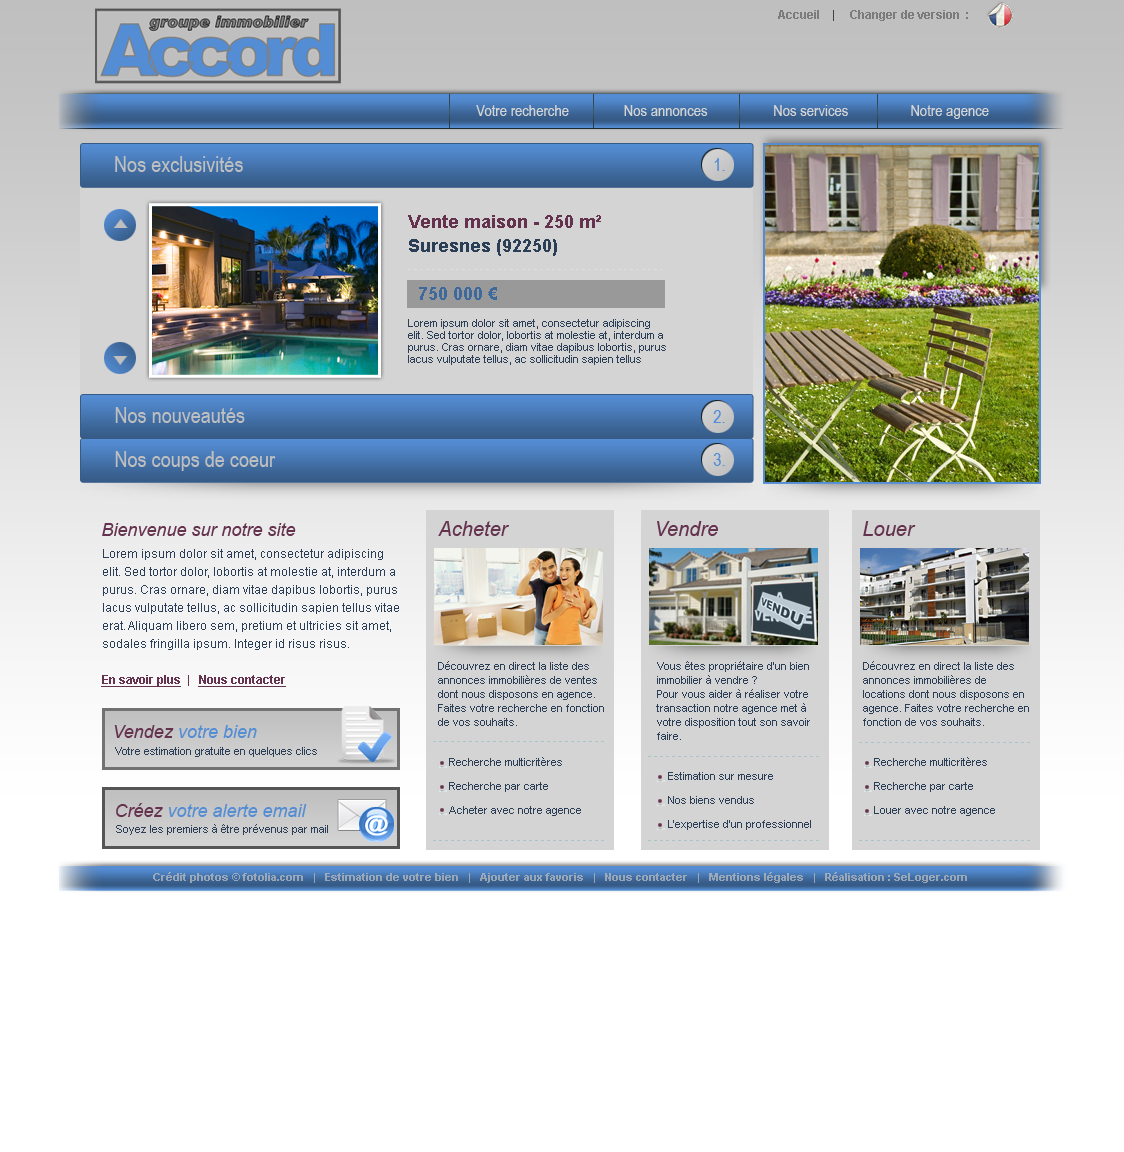 groupe immobilier
Accord
Accueil | Changer de version :
Votre recherche
Nos annonces
Nos services
Notre agence
Nos exclusivités
1.
Vente maison - 250 m²
Suresnes (92250)
750 000 €
Lorem ipsum dolor sit amet, consectetur adipiscing
elit. Sed tortor dolor, lobortis at molestie at, interdum a
purus. Cras ornare, diam vitae dapibus lobortis, purus
lacus vulputate tellus, ac sollicitudin sapien tellus
Nos nouveautés
2.
Nos coups de coeur
3.
Bienvenue sur notre site
Lorem ipsum dolor sit amet, consectetur adipiscing
elit. Sed tortor dolor, lobortis at molestie at, interdum a
purus. Cras ornare, diam vitae dapibus lobortis, purus
lacus vulputate tellus, ac sollicitudin sapien tellus vitae
erat. Aliquam libero sem, pretium et ultricies sit amet,
sodales fringilla ipsum. Integer id risus risus.
En savoir plus | Nous contacter
Vendez votre bien
Votre estimation gratuite en quelques clics
Créez votre alerte email
Soyez les premiers à être prévenus par mail
@
Acheter
Découvrez en direct la liste des
annonces immobilières de ventes
dont nous disposons en agence.
Faites votre recherche en fonction
de vos souhaits.
Recherche multicritères
Recherche par carte
Acheter avec notre agence
Vendre
VENDU
Vous êtes propriétaire d'un bien
immobilier à vendre ?
Pour vous aider à réaliser votre
transaction notre agence met à
votre disposition tout son savoir
faire.
Estimation sur mesure
Nos biens vendus
L'expertise d'un professionnel
Louer
Découvrez en direct la liste des
annonces immobilières de
locations dont nous disposons en
agence. Faites votre recherche en
fonction de vos souhaits.
Recherche multicritères
Recherche par carte
Louer avec notre agence
Crédit photos © fotolia.com | Estimation de votre bien | Ajouter aux favoris | Nous contacter | Mentions légales | Réalisation : SeLoger.com